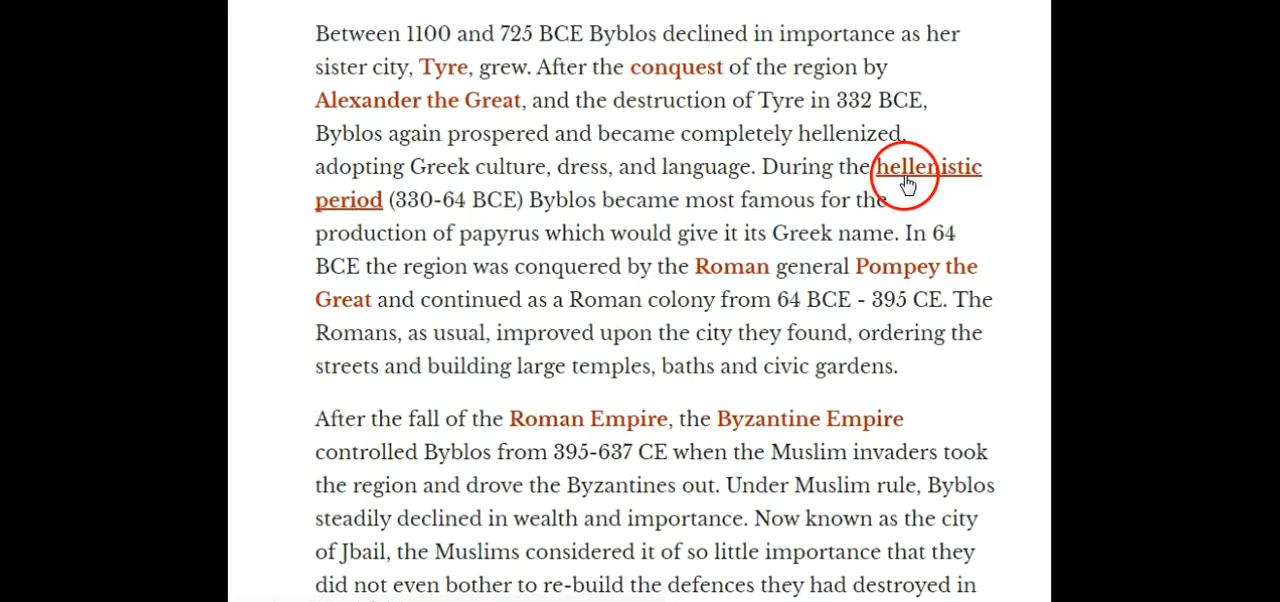 Between 1100 and 725 BCE Byblos declined in importance as her
sister city, Tyre, grew. After the conquest of the region by
Alexander the Great, and the destruction of Tyre in 332 BCE,
Byblos again prospered and became completely hellenized,
adopting Greek culture, dress, and language. During the hellenistic
period (330-64 BCE) Byblos became most famous for the
production of papyrus which would give it its Greek name. In 64
BCE the region was conquered by the Roman general Pompey the
Great and continued as a Roman colony from 64 BCE - 395 CE. The
Romans, as usual, improved upon the city they found, ordering the
streets and building large temples, baths and civic gardens.
After the fall of the Roman Empire, the Byzantine Empire
controlled Byblos from 395-637 CE when the Muslim invaders took
the region and drove the Byzantines out. Under Muslim rule, Byblos
steadily declined in wealth and importance. Now known as the city
of Jbail, the Muslims considered it of so little importance that they
did not even bother to re-build the defences they had destroyed in